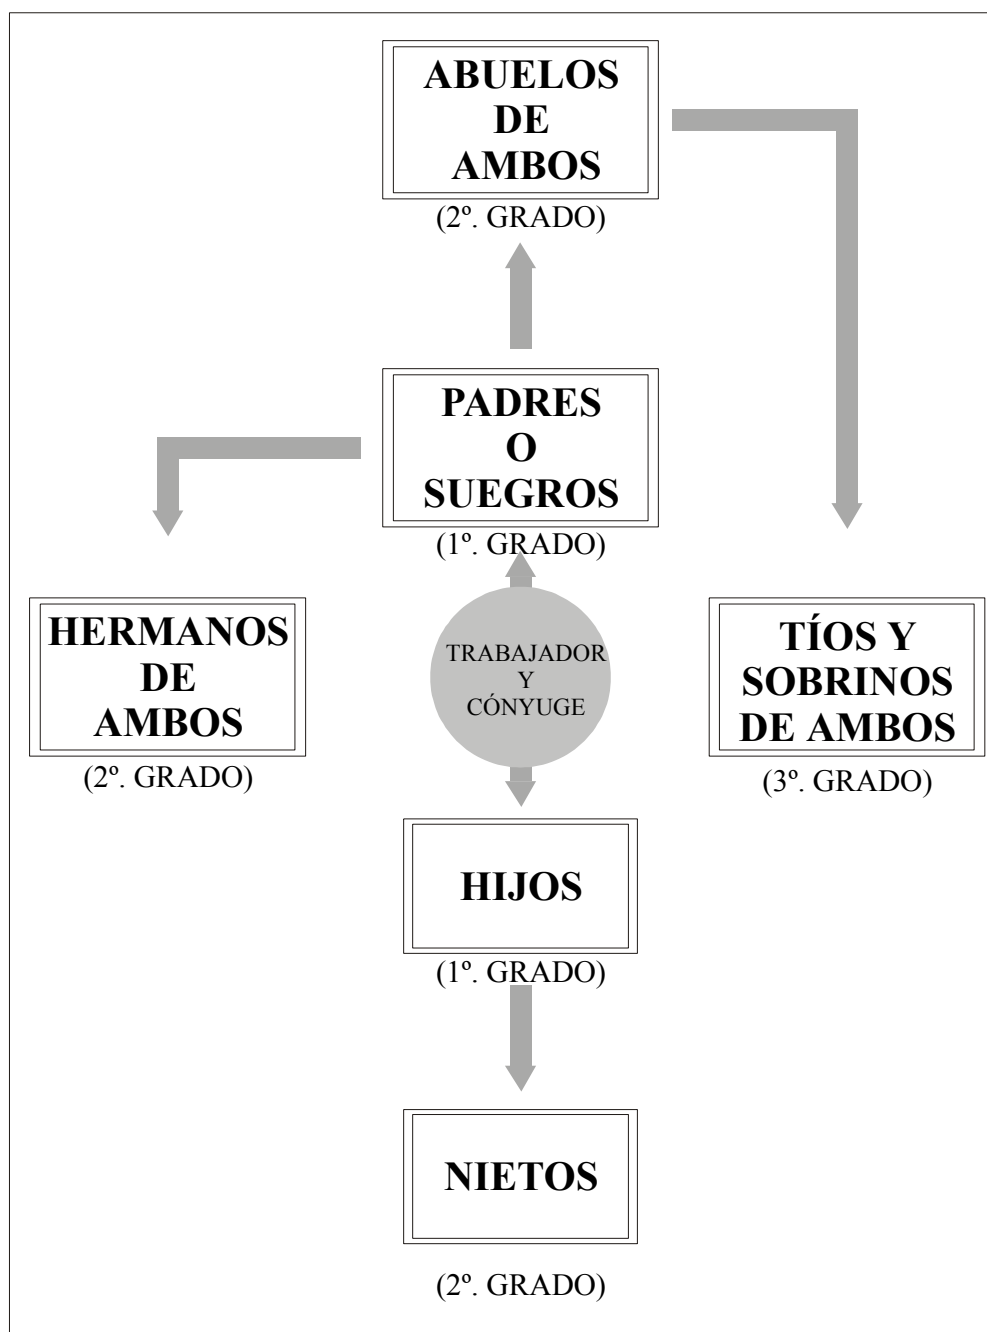 ABUELOS
DE
AMBOS
(2º. GRADO)
PADRES
O
SUEGROS
(1º. GRADO)
HERMANOS
DE
AMBOS
(2º. GRADO)
TRABAJADOR
Y
CÓNYUGE
TÍOS Y
SOBRINOS
DE AMBOS
(3º. GRADO)
HIJOS
(1º. GRADO)
NIETOS
(2º. GRADO)